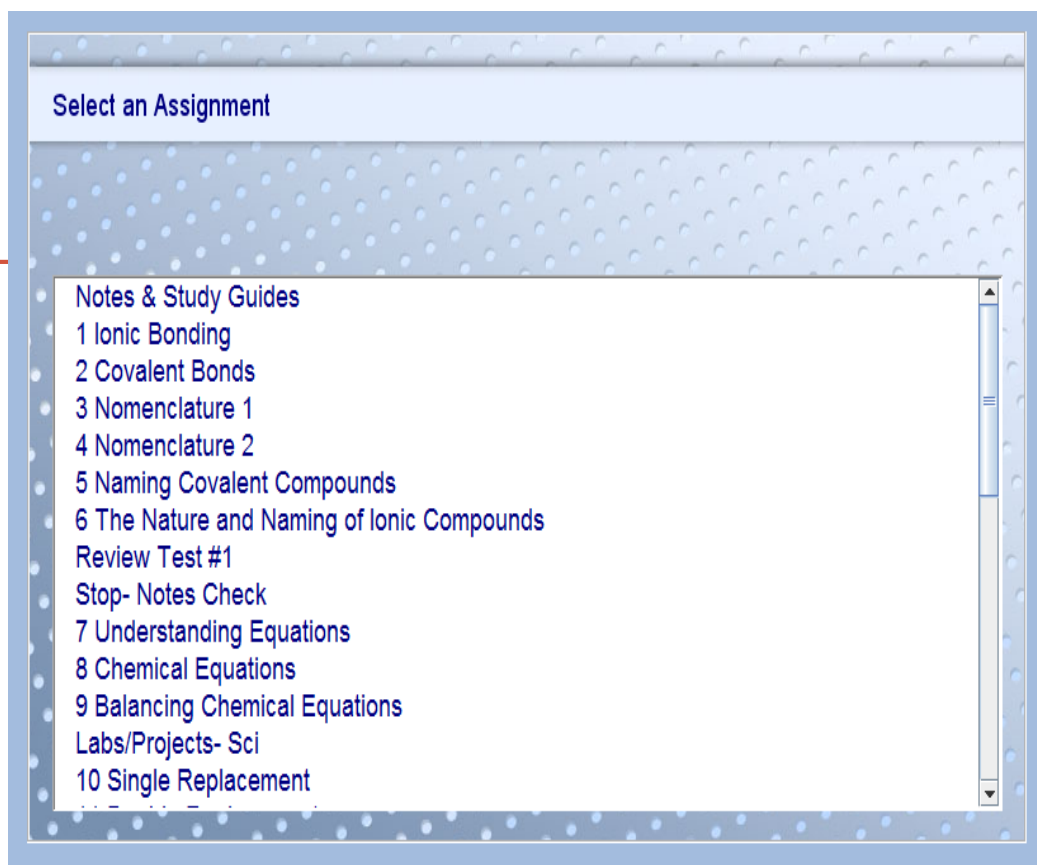 Select an Assignment
Notes & Study Guides
1 Ionic Bonding
2 Covalent Bonds
3 Nomenclature 1
4 Nomenclature 2
5 Naming Covalent Compounds
6 The Nature and Naming of Ionic Compounds
Review Test #1
Stop- Notes Check
7 Understanding Equations
8 Chemical Equations
9 Balancing Chemical Equations
Labs/Projects- Sci
10 Single Replacement